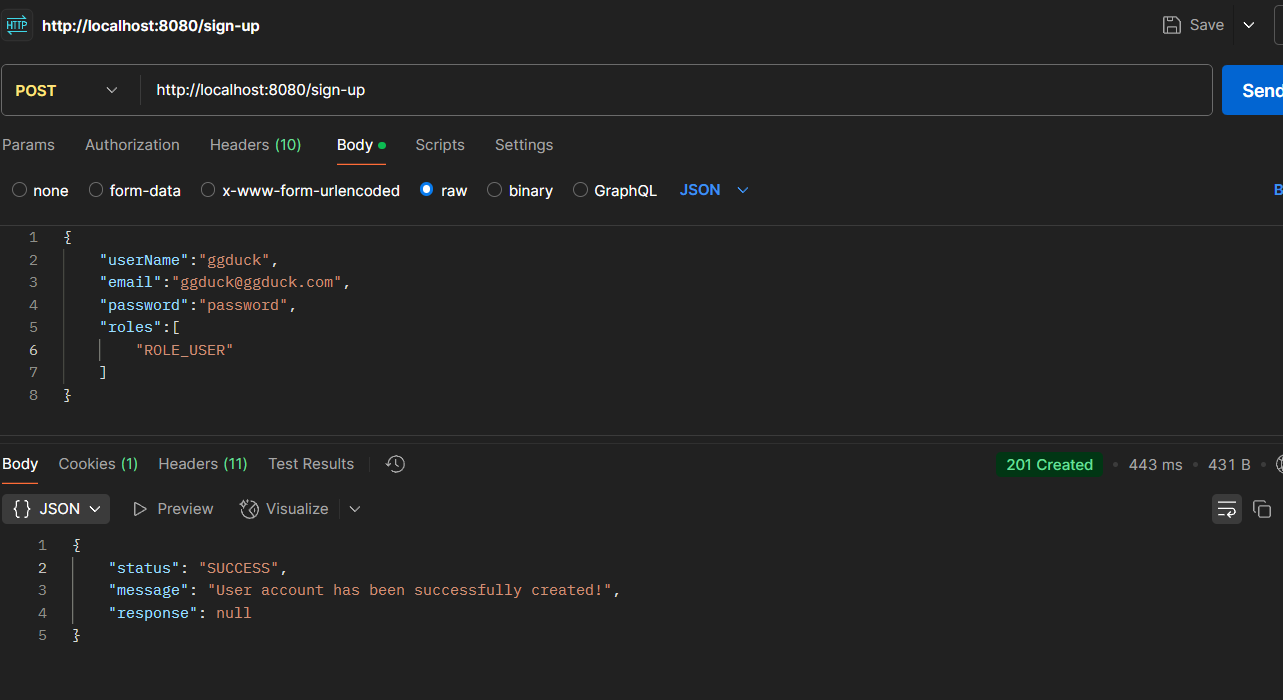 HTTP http://localhost:8080/sign-up Save
POST http://localhost:8080/sign-up Send
Params Authorization Headers (10) Body Scripts Settings
none form-data x-www-form-urlencoded raw binary GraphQL JSON B
1 {
2 "userName":"ggduck",
3 "email":"ggduck@ggduck.com",
4 "password":"password",
5 "roles":[
6 "ROLE_USER"
7 ]
8 }
Body Cookies (1) Headers (11) Test Results 201 Created • 443 ms • 431 B •
{} JSON Preview Visualize
1 {
2 "status": "SUCCESS",
3 "message": "User account has been successfully created!",
4 "response": null
5 }